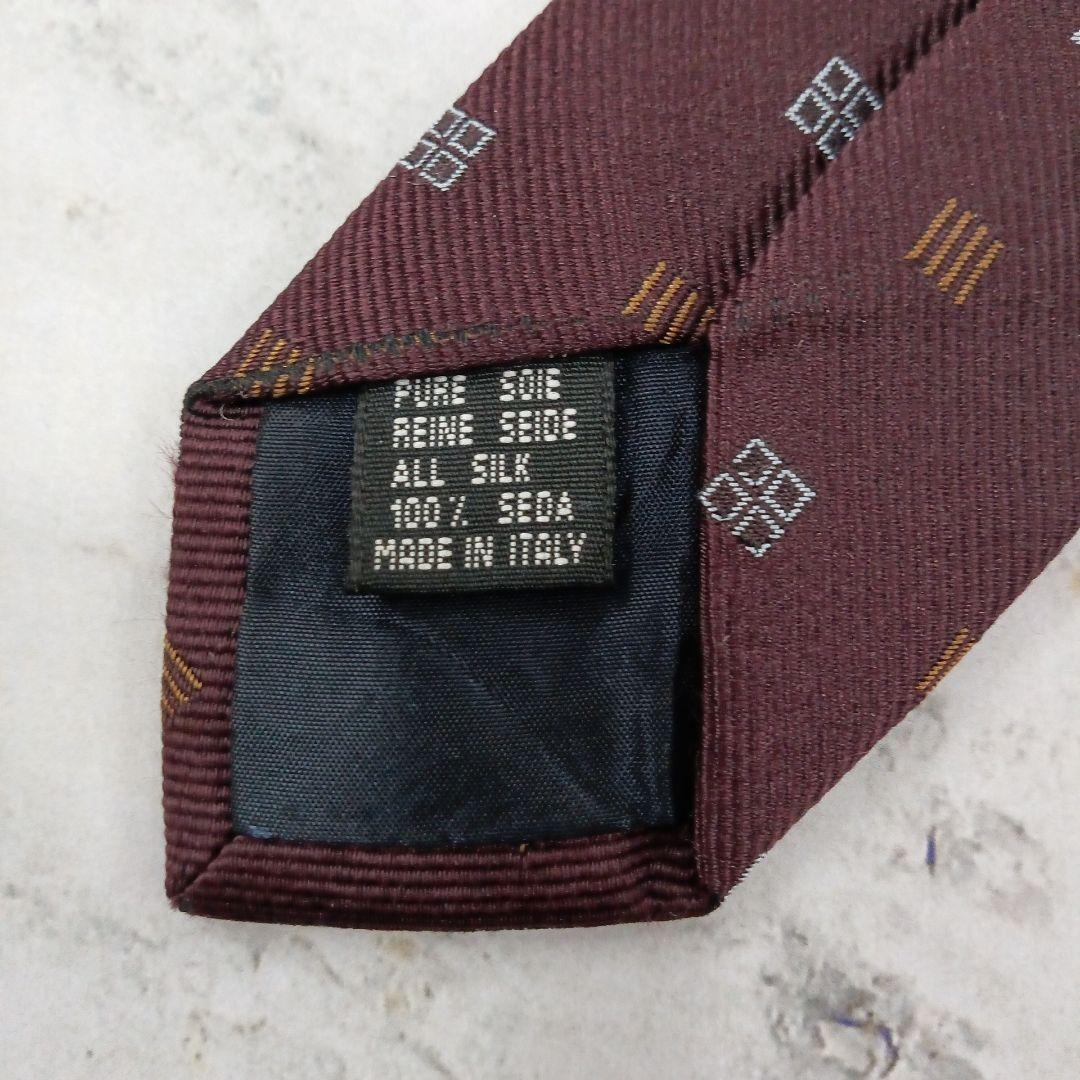 PURE SOIE
REINE SEIDE
ALL SILK
100% SEDA
MADE IN ITALY